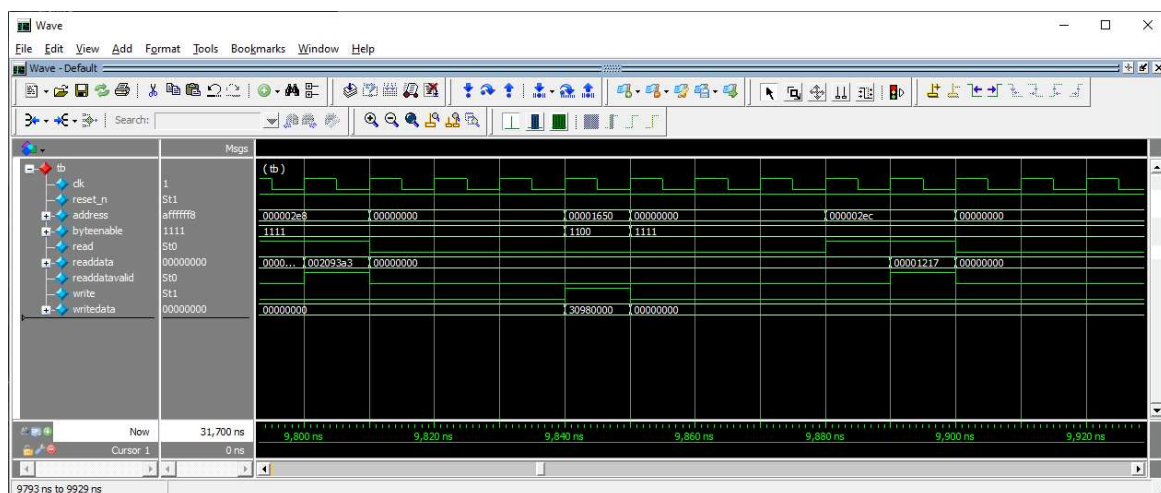 Wave
File Edit View Add Format Tools Bookmarks Window Help
Wave - Default
Search:
Msgs
tb
(tb)
clk 1
reset_n St1
address affffff8 000002e8 00000000 00001650 00000000 000002ec 00000000
byteenable 1111 1111 1100 1111
read St0
readdata 00000000 0000... 002093a3 00000000 00001217 00000000
readdatavalid St0
write St1
writedata 00000000 00000000 30980000 00000000
Now 31,700 ns 9,800 ns 9,820 ns 9,840 ns 9,860 ns 9,880 ns 9,900 ns 9,920 ns
Cursor 1 0 ns
9793 ns to 9929 ns